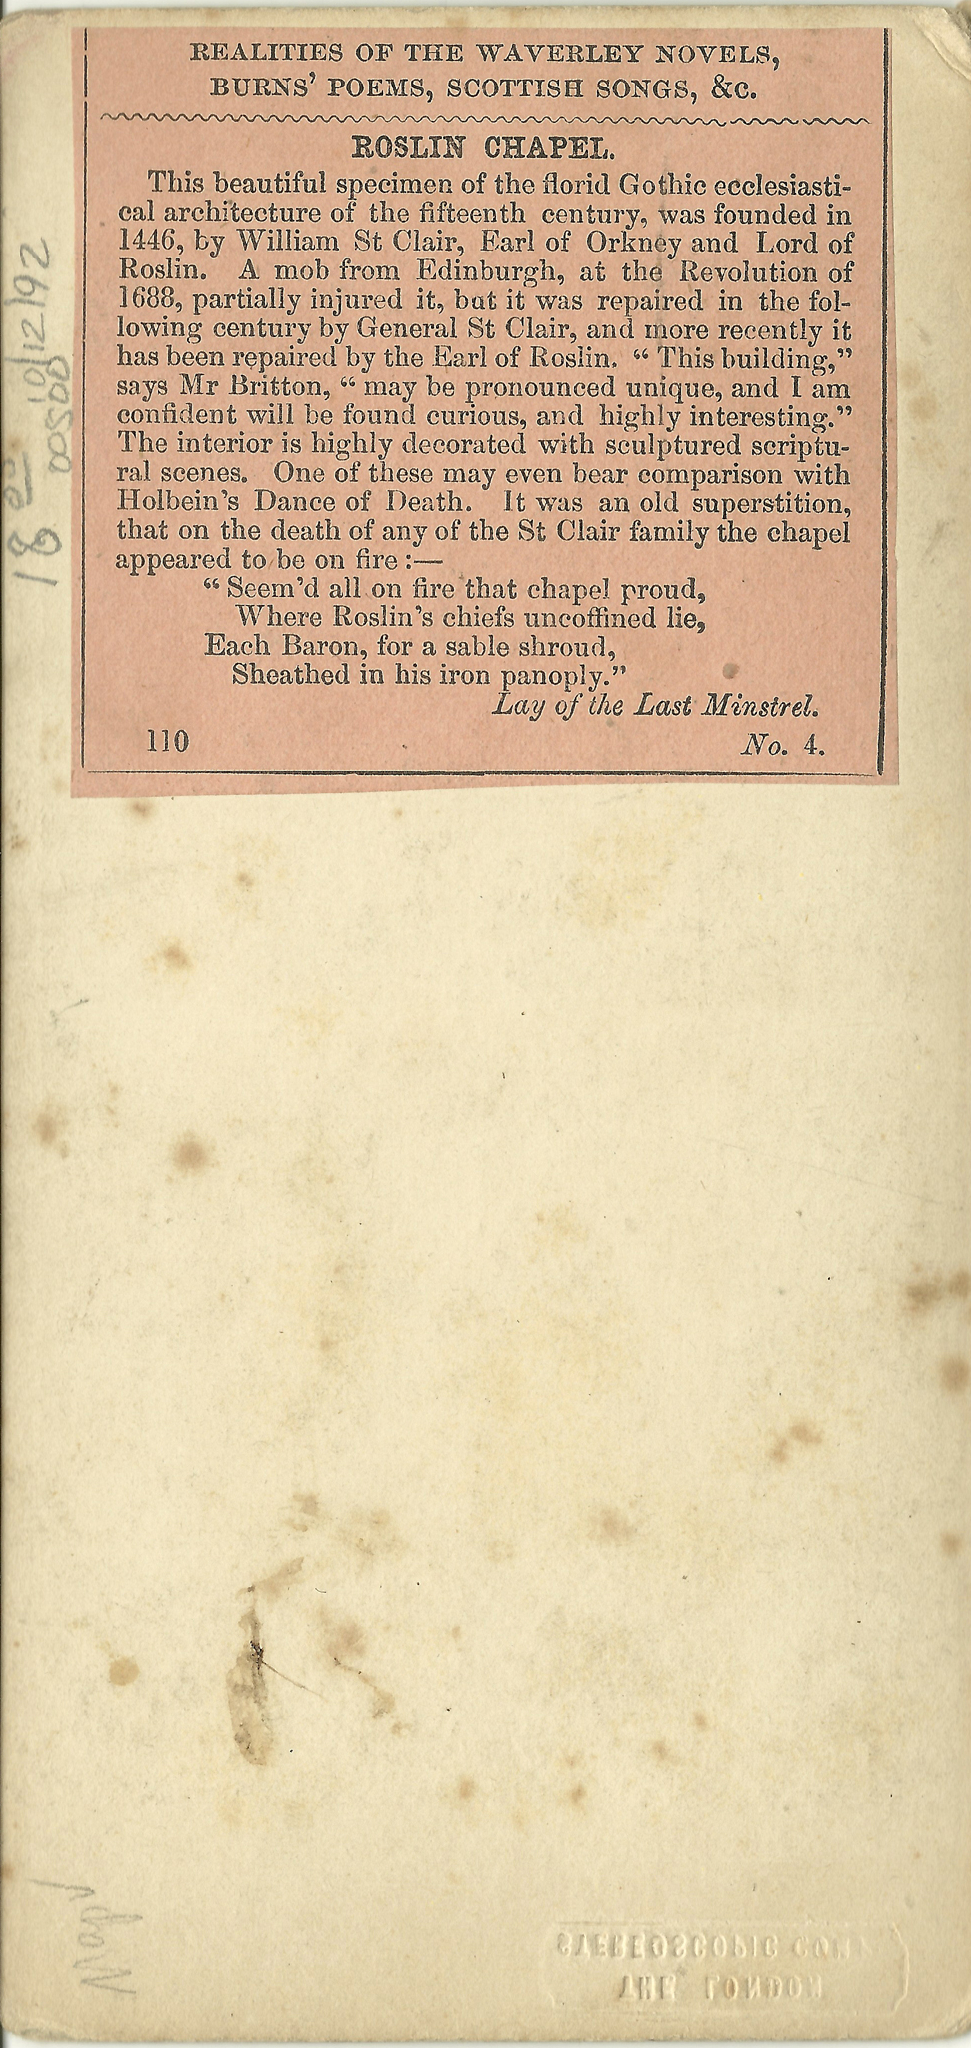 REALITIES OF THE WAVERLEY NOVELS,
BURNS' POEMS, SCOTTISH SONGS, &C.
ROSLIN CHAPEL.
This beautiful specimen of the florid Gothic ecclesiasti-
cal architecture of the fifteenth century, was founded in
1446, by William St Clair, Earl of Orkney and Lord of
Roslin. A mob from Edinburgh, at the Revolution of
1688, partially injured it, but it was repaired in the fol-
lowing century by General St Clair, and more recently it
has been repaired by the Earl of Roslin. “ This building,”
says Mr Britton, “ may be pronounced unique, and I am
confident will be found curious, and highly interesting.”
The interior is highly decorated with sculptured scriptu-
ral scenes. One of these may even bear comparison with
Holbein's Dance of Death. It was an old superstition,
that on the death of any of the St Clair family the chapel
appeared to be on fire :—
“ Seem'd all on fire that chapel proud,
Where Roslin's chiefs uncoffined lie,
Each Baron, for a sable shroud,
Sheathed in his iron panoply.”
Lay of the Last Minstrel.
110 No. 4.
10/12/92
THE LONDON
STEREOSCOPIC COM